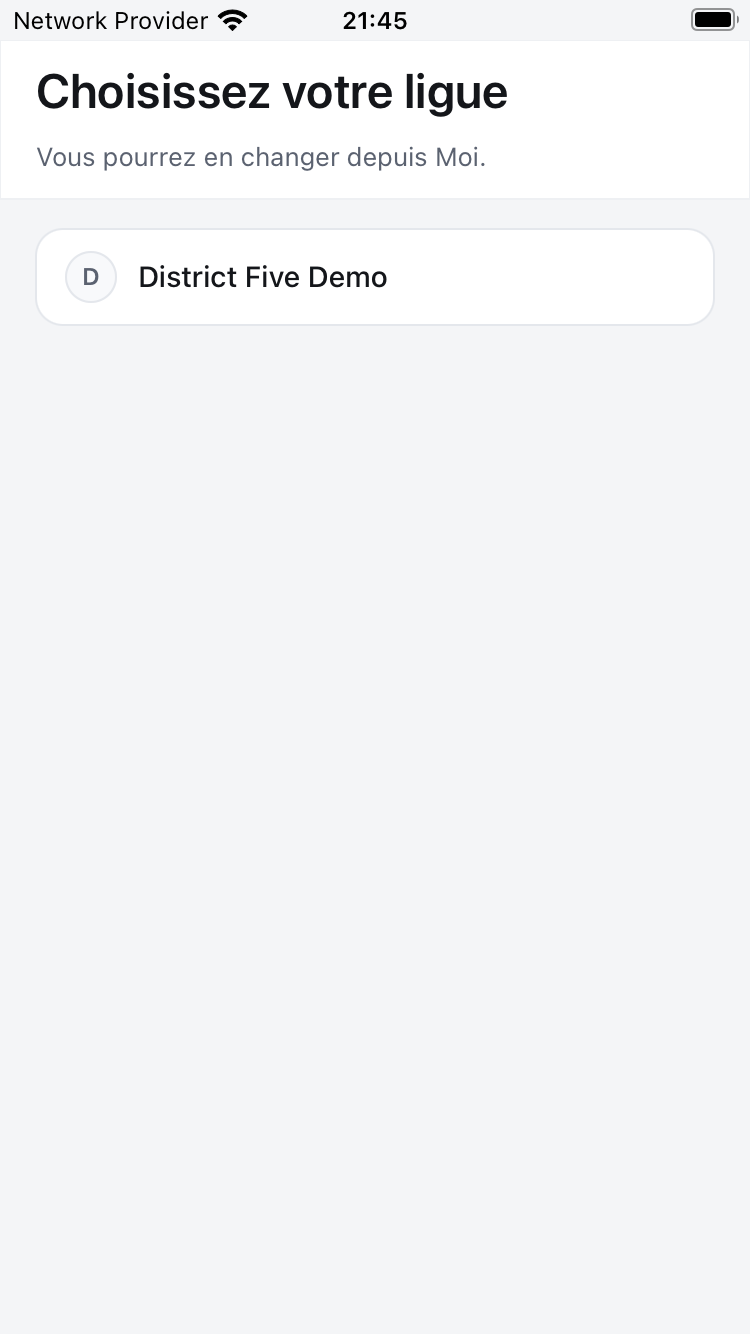 Network Provider 21:45
Choisissez votre ligue
Vous pourrez en changer depuis Moi.
D District Five Demo